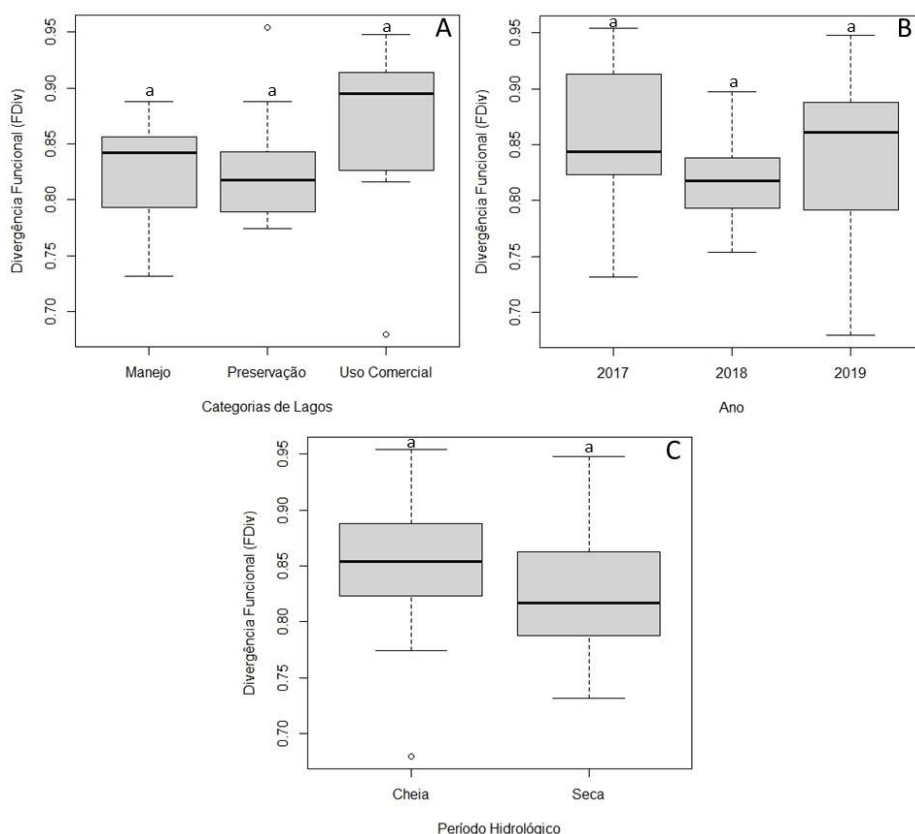 A
a
a
a
Divergência Funcional (FDiv)
0.95
0.90
0.85
0.80
0.75
0.70
Manejo Preservação Uso Comercial
Categorias de Lagos
B
a
a
a
Divergência Funcional (FDiv)
0.95
0.90
0.85
0.80
0.75
0.70
2017 2018 2019
Ano
C
a a
Divergência Funcional (FDiv)
0.95
0.90
0.85
0.80
0.75
0.70
Cheia Seca
Período Hidrológico